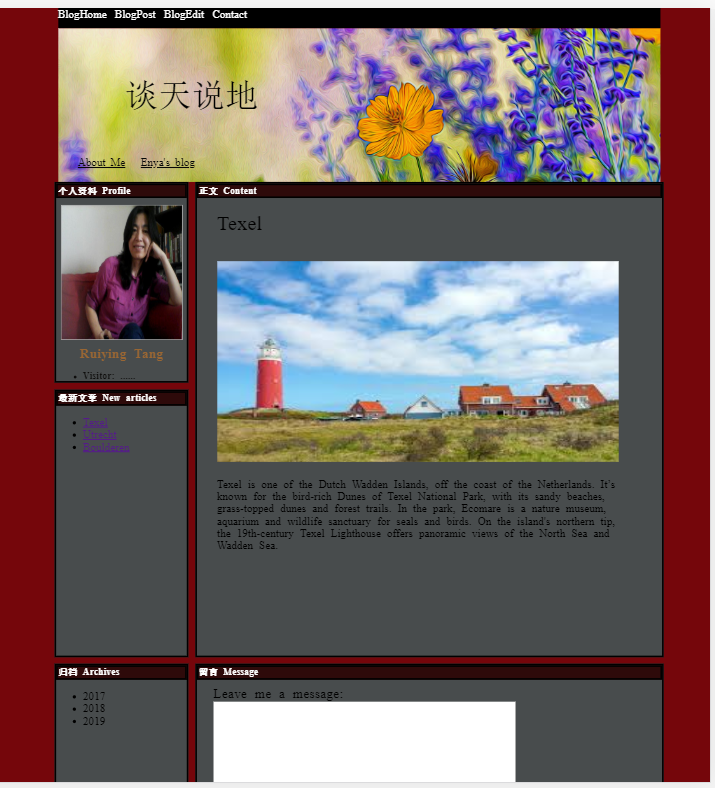 BlogHome BlogPost BlogEdit Contact
谈天说地
About Me Enya's blog
个人资料 Profile
Ruiying Tang
Visitor: ......
最新文章 New articles
Texel
Utrecht
Boulderen
归档 Archives
2017
2018
2019
正文 Content
Texel
Texel is one of the Dutch Wadden Islands, off the coast of the Netherlands. It's
known for the bird-rich Dunes of Texel National Park, with its sandy beaches,
grass-topped dunes and forest trails. In the park, Ecomare is a nature museum,
aquarium and wildlife sanctuary for seals and birds. On the island's northern tip,
the 19th-century Texel Lighthouse offers panoramic views of the North Sea and
Wadden Sea.
留言 Message
Leave me a message: